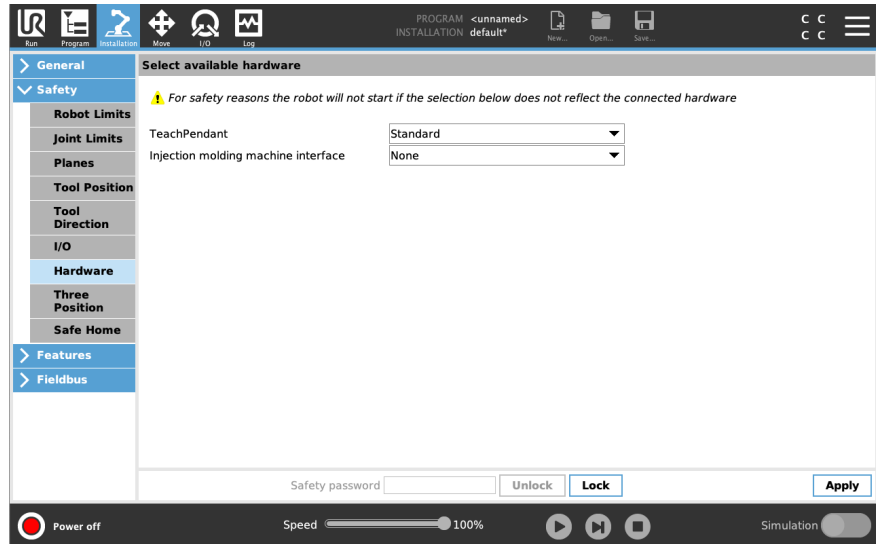 UR
PROGRAM <unnamed>
INSTALLATION default*
Run Program Installation Move I/O Log New... Open... Save...
C C
C C
General
Safety
Robot Limits
Joint Limits
Planes
Tool Position
Tool
Direction
I/O
Hardware
Three
Position
Safe Home
Features
Fieldbus
Select available hardware
For safety reasons the robot will not start if the selection below does not reflect the connected hardware
TeachPendant Standard
Injection molding machine interface None
Safety password Unlock Lock Apply
Power off Speed 100% Simulation